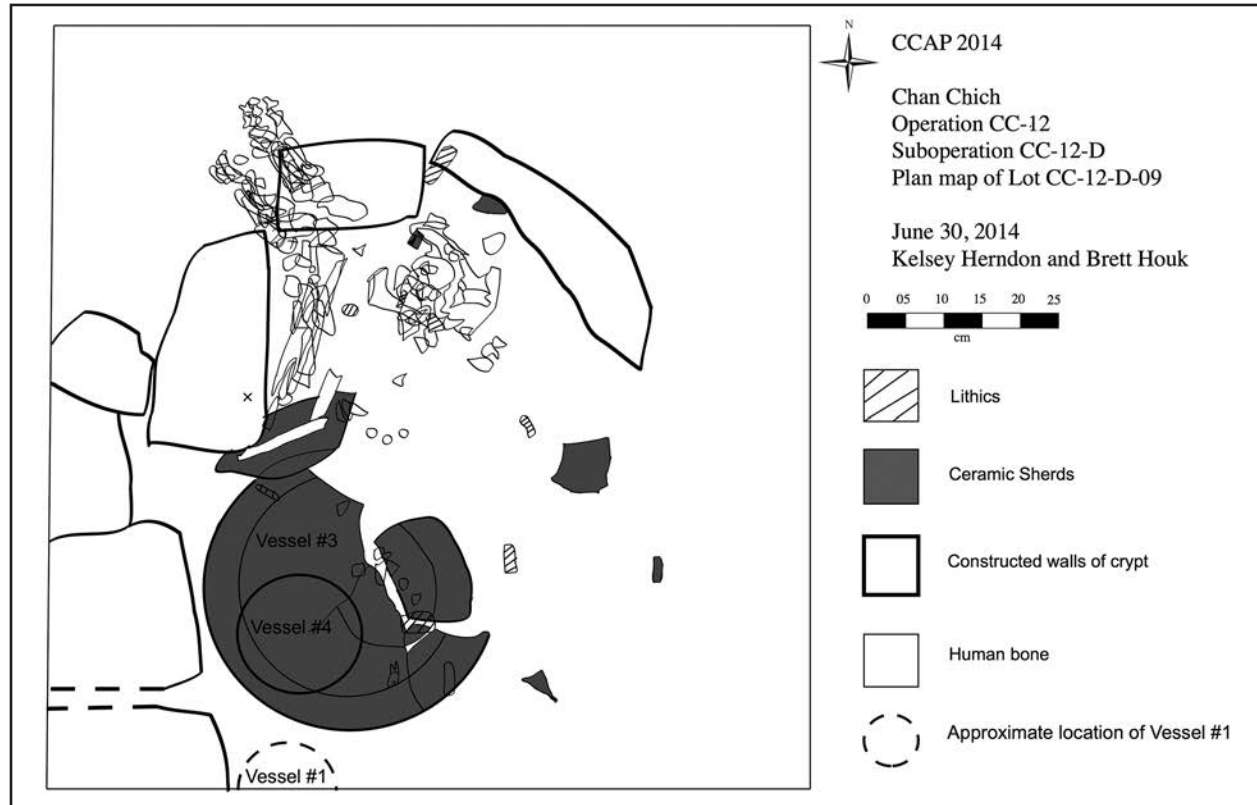 N
CCAP 2014
Chan Chich
Operation CC-12
Suboperation CC-12-D
Plan map of Lot CC-12-D-09
June 30, 2014
Kelsey Herndon and Brett Houk
0 05 10 15 20 25
cm
Lithics
Ceramic Sherds
Constructed walls of crypt
Human bone
Approximate location of Vessel #1
Vessel #3
Vessel #4
Vessel #1